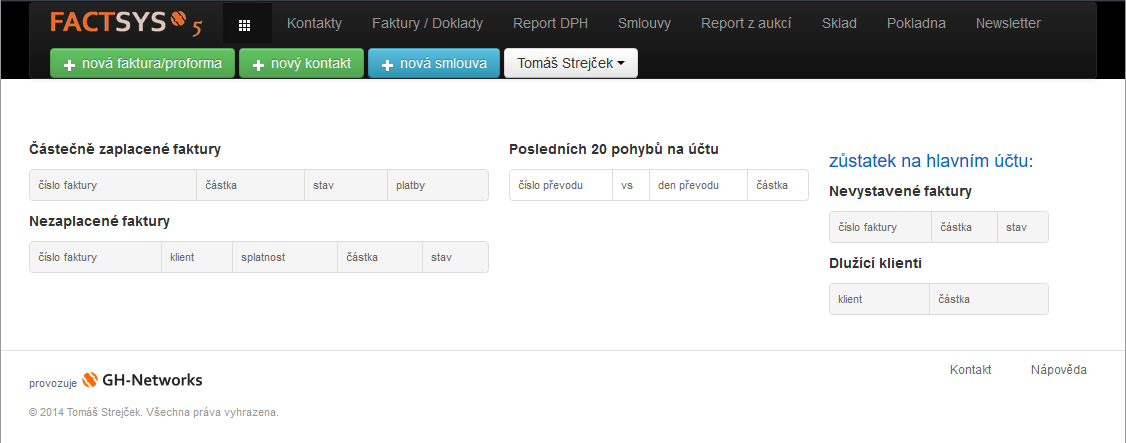 FACTSYS 5 Kontakty Faktury / Doklady Report DPH Smlouvy Report z aukcí Sklad Pokladna Newsletter
nová faktura/proforma nový kontakt nová smlouva Tomáš Strejček
Částečně zaplacené faktury
číslo faktury částka stav platby
Nezaplacené faktury
číslo faktury klient splatnost částka stav
Posledních 20 pohybů na účtu
číslo převodu vs den převodu částka
zůstatek na hlavním účtu:
Nevystavené faktury
číslo faktury částka stav
Dlužící klienti
klient částka
provozuje GH-Networks
Kontakt Nápověda
© 2014 Tomáš Strejček. Všechna práva vyhrazena.